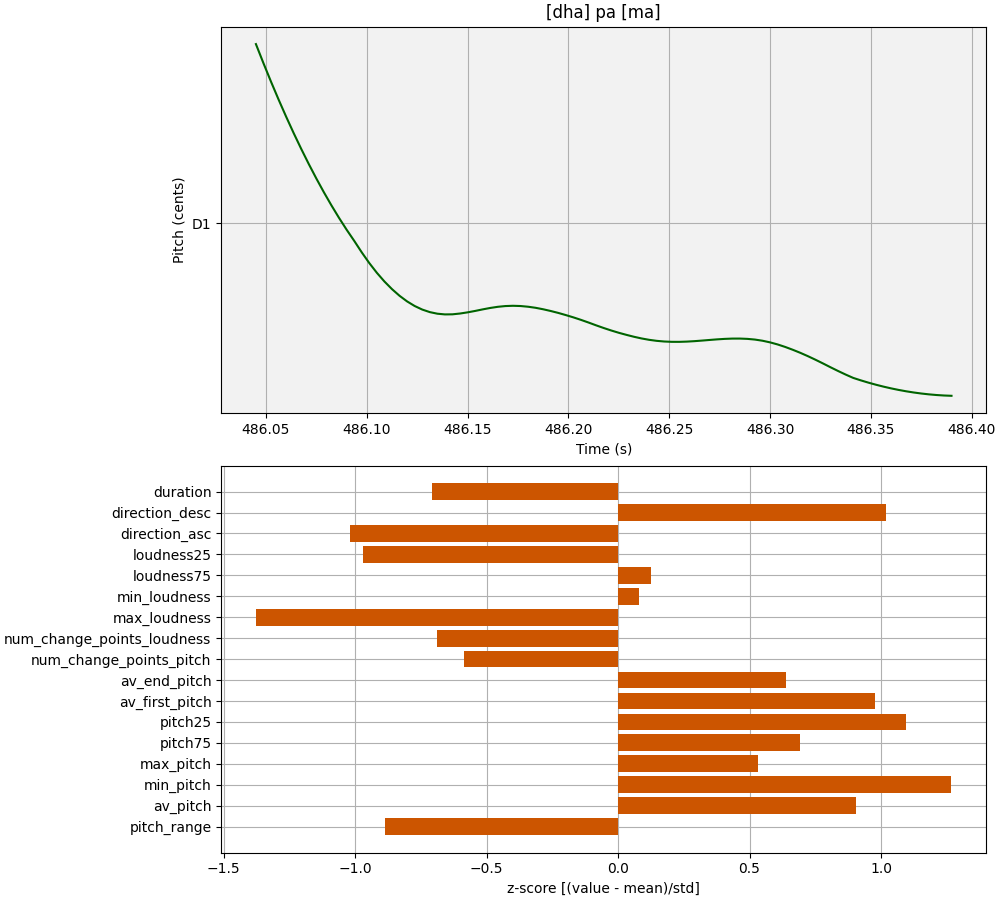 [dha] pa [ma]
Pitch (cents)
D1
486.05 486.10 486.15 486.20 486.25 486.30 486.35 486.40
Time (s)
duration
direction_desc
direction_asc
loudness25
loudness75
min_loudness
max_loudness
num_change_points_loudness
num_change_points_pitch
av_end_pitch
av_first_pitch
pitch25
pitch75
max_pitch
min_pitch
av_pitch
pitch_range
−1.5 −1.0 −0.5 0.0 0.5 1.0
z-score [(value - mean)/std]